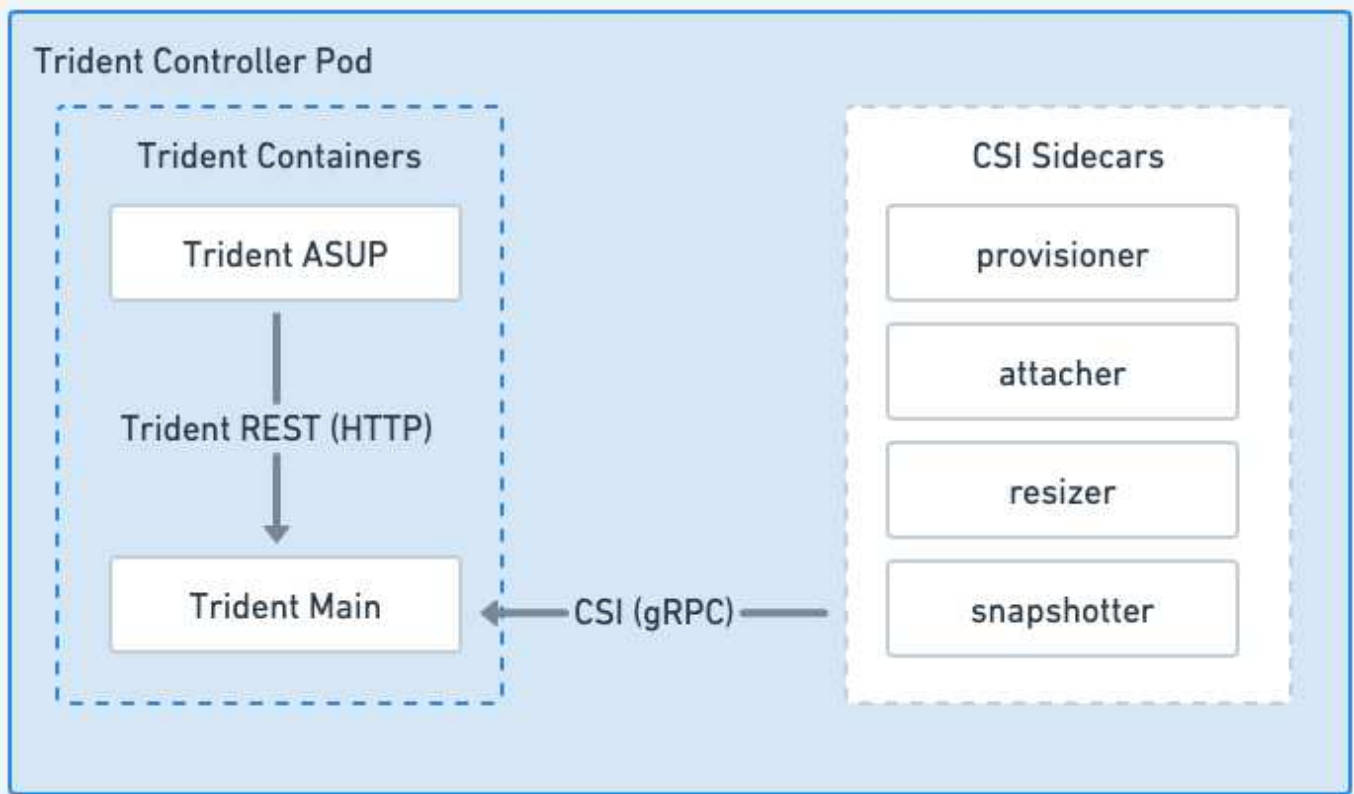 Trident Controller Pod
Trident Containers
Trident ASUP
Trident REST (HTTP)
Trident Main
CSI (gRPC)
CSI Sidecars
provisioner
attacher
resizer
snapshotter